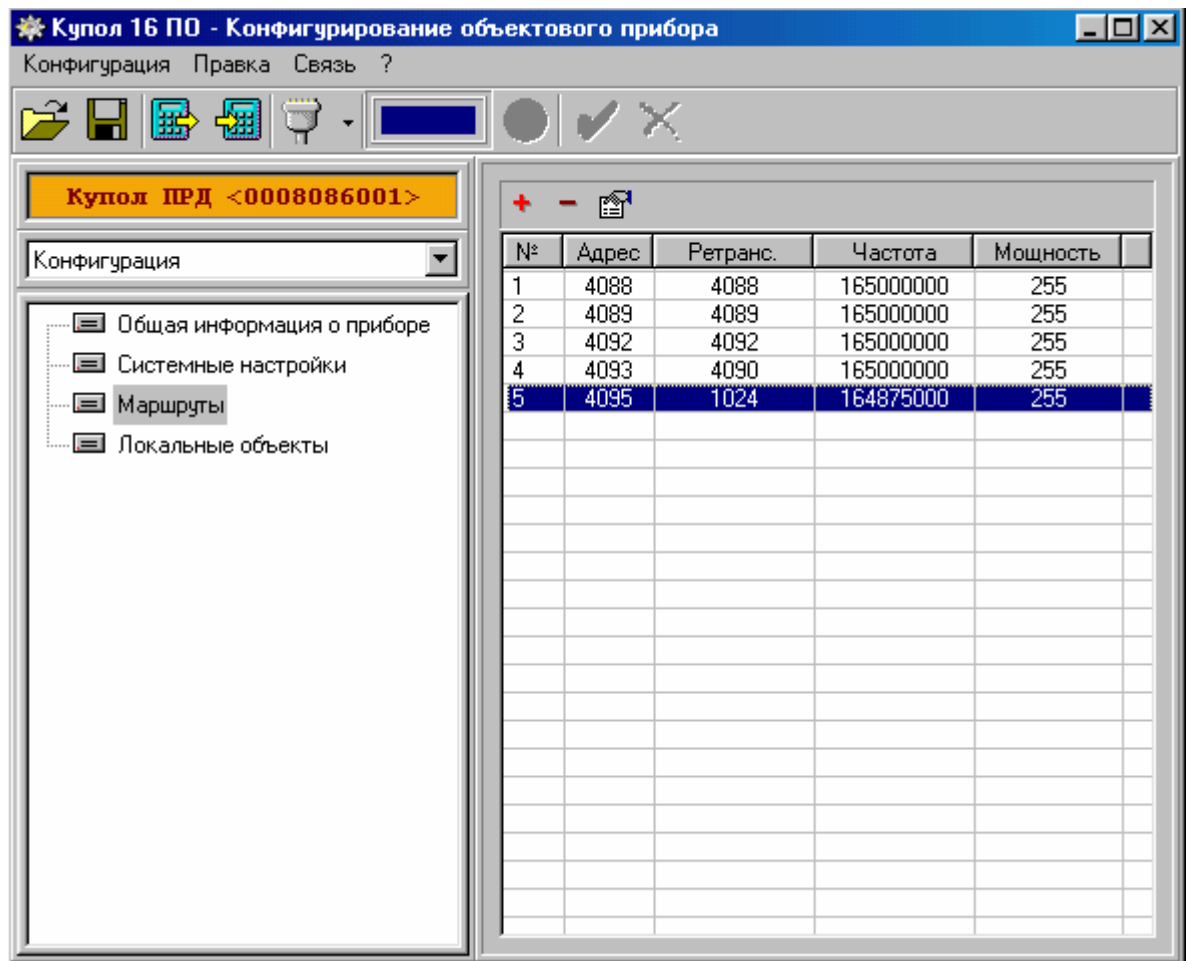 Купол 16 ПО - Конфигурирование объектового прибора
Конфигурация Правка Связь ?
Купол ПРД <0008086001>
Конфигурация
Общая информация о приборе
Системные настройки
Маршруты
Локальные объекты
№ Адрес Ретранс. Частота Мощность
1 4088 4088 165000000 255
2 4089 4089 165000000 255
3 4092 4092 165000000 255
4 4093 4090 165000000 255
5 4095 1024 164875000 255